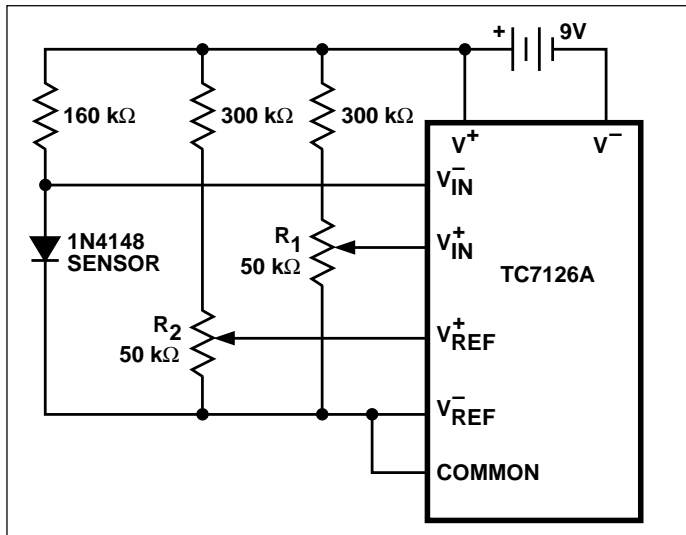 +
9V
160 kΩ
300 kΩ
300 kΩ
V+
V−
V−IN
1N4148
SENSOR
R1
50 kΩ
V+IN
TC7126A
R2
50 kΩ
V+REF
V−REF
COMMON